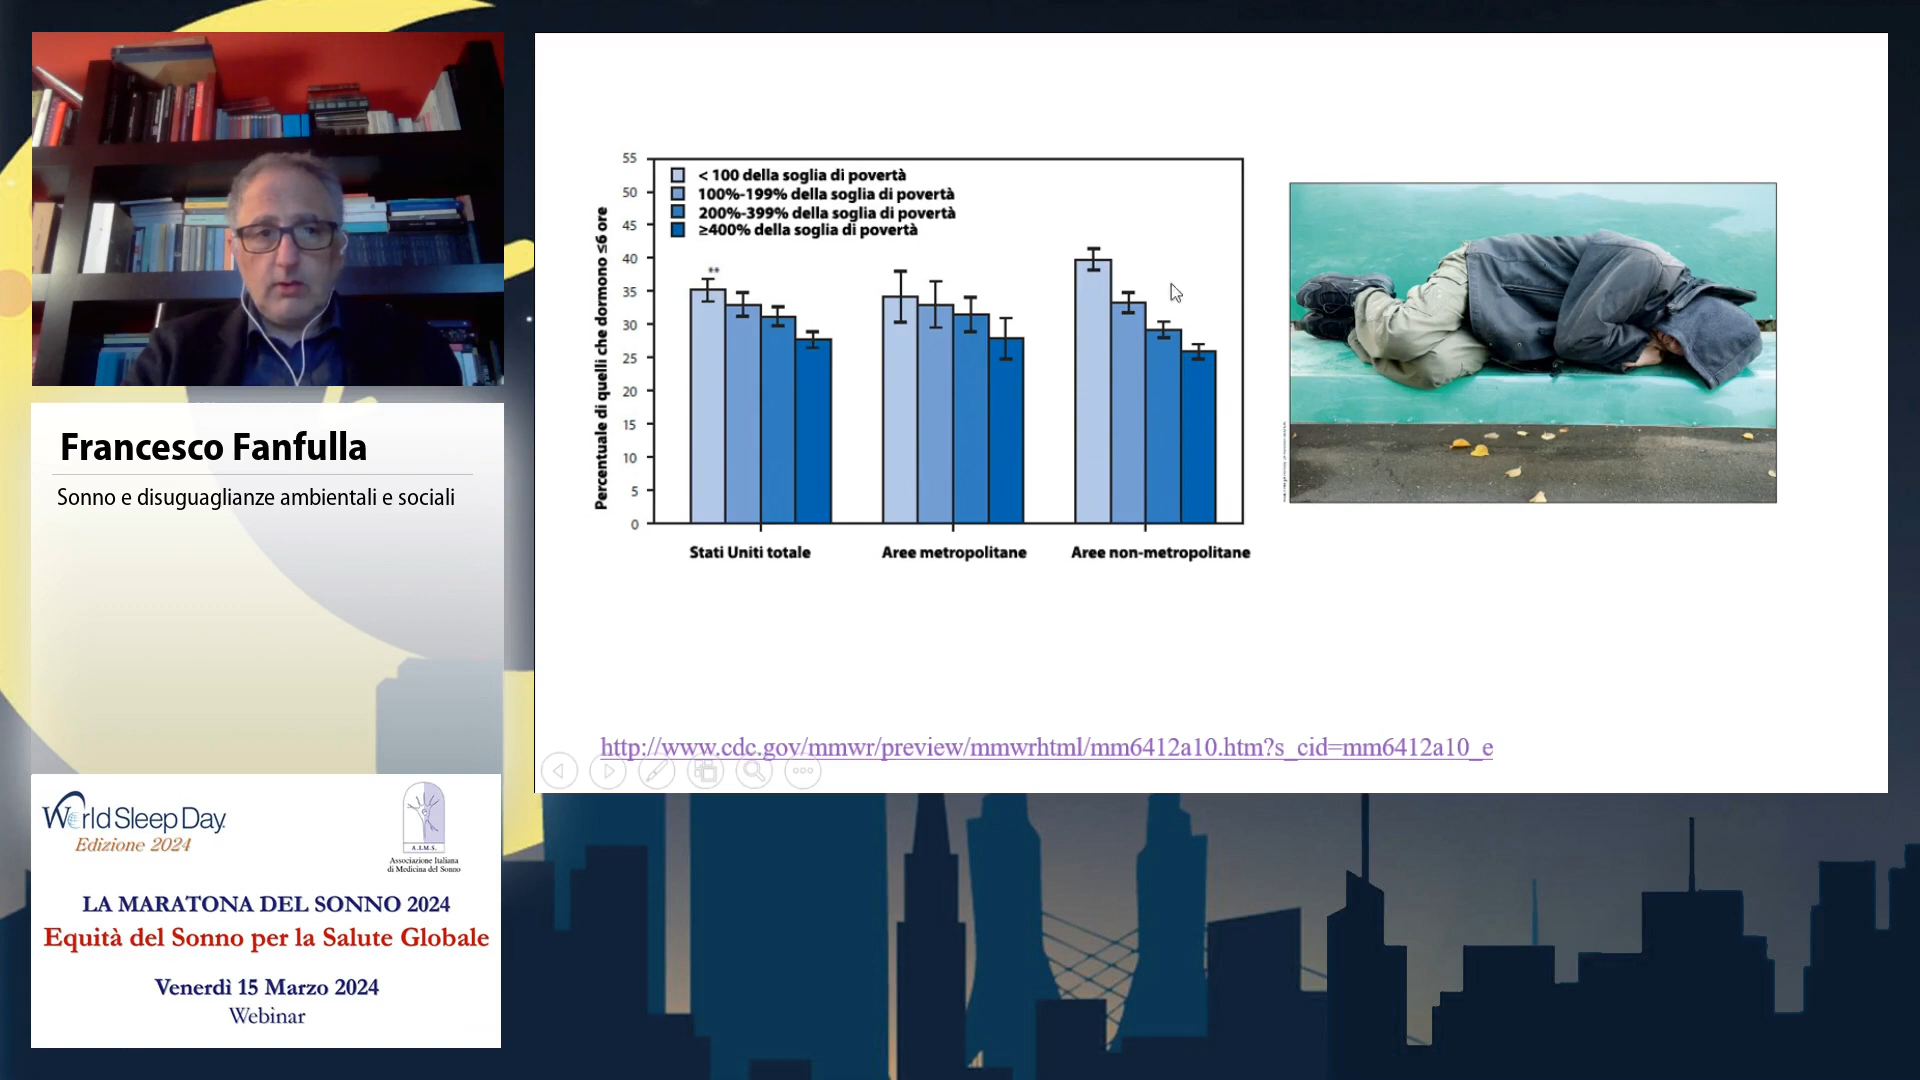 Francesco Fanfulla
Sonno e disuguaglianze ambientali e sociali
World Sleep Day
Edizione 2024
A.I.M.S.
Associazione Italiana
di Medicina del Sonno
LA MARATONA DEL SONNO 2024
Equità del Sonno per la Salute Globale
Venerdì 15 Marzo 2024
Webinar
Percentuale di quelli che dormono ≤6 ore
55
50
45
40
35
30
25
20
15
10
5
0
< 100 della soglia di povertà
100%-199% della soglia di povertà
200%-399% della soglia di povertà
≥400% della soglia di povertà
**
Stati Uniti totale
Aree metropolitane
Aree non-metropolitane
http://www.cdc.gov/mmwr/preview/mmwrhtml/mm6412a10.htm?s_cid=mm6412a10_e